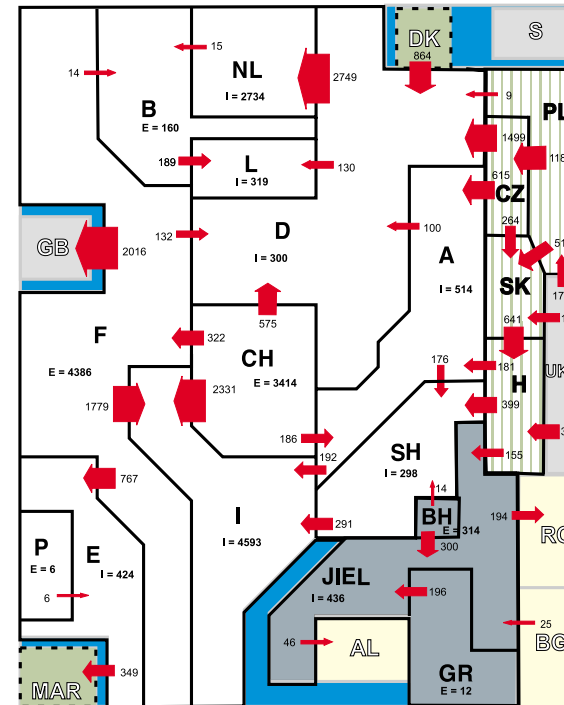 S
DK
864
15
NL
2749
14
I = 2734
9
PL
B
E = 160
1499
118
189
L
130
I = 319
615
CZ
132
D
100
264
GB
2016
I = 300
A
51
I = 514
SK
17
575
641
1
F
322
CH
E = 4386
E = 3414
176
181
H
UK
2331
1779
399
3
186
192
SH
155
I = 298
767
14
BH
E = 314
194
I
291
I = 4593
300
RO
P
E
JIEL
E = 6
I = 424
I = 436
196
6
25
46
AL
BG
349
GR
MAR
E = 12